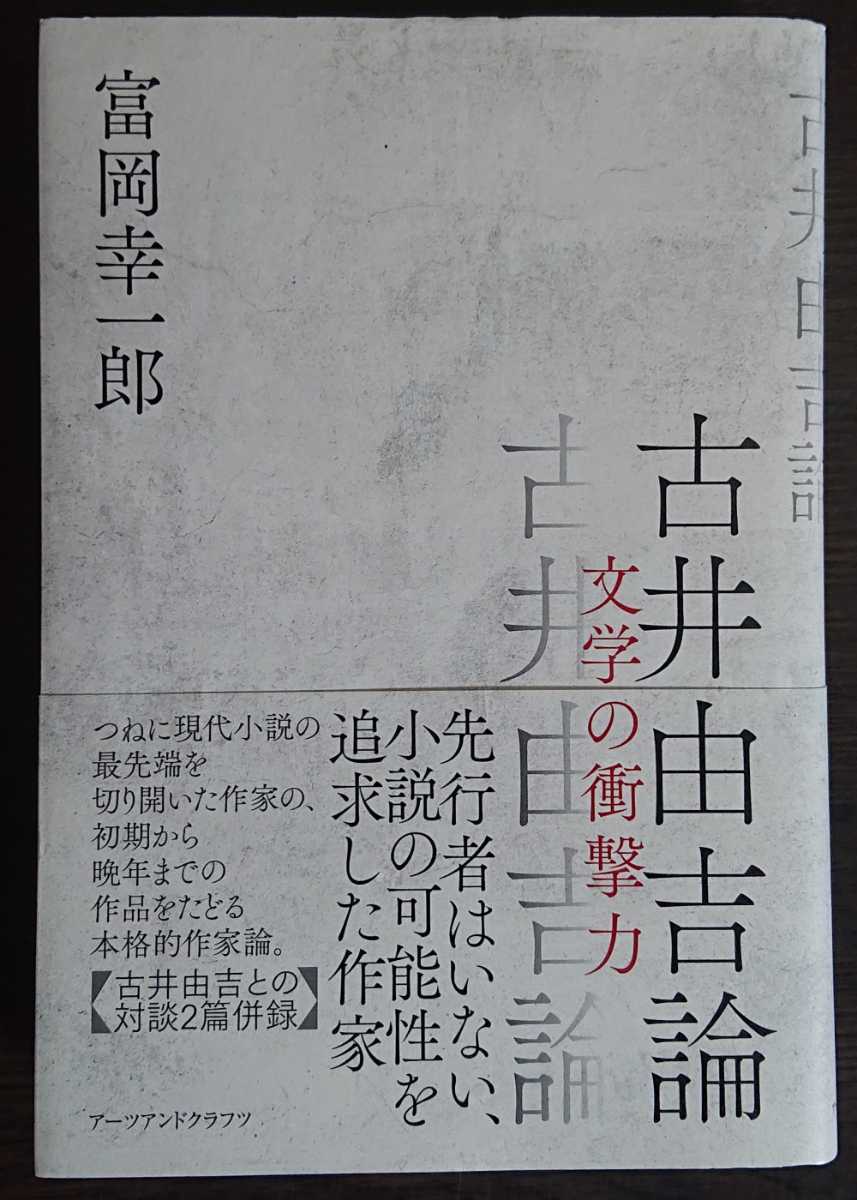 古井由吉論
古井由吉論
文学の衝撃力
古井由吉論
富岡幸一郎
先行者はいない、
小説の可能性を
追求した作家
つねに現代小説の
最先端を
切り開いた作家の、
初期から
晩年までの
作品をたどる
本格的作家論。
【古井由吉との
対談2篇併録】
アーツアンドクラフツ